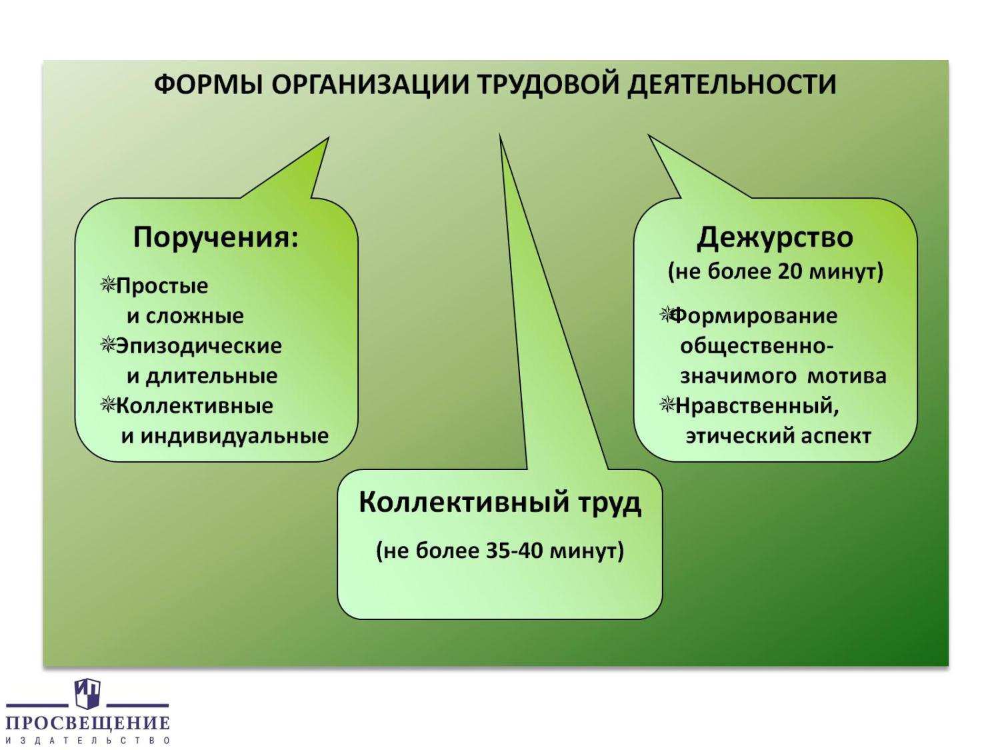 ФОРМЫ ОРГАНИЗАЦИИ ТРУДОВОЙ ДЕЯТЕЛЬНОСТИ
Поручения:
Простые
и сложные
Эпизодические
и длительные
Коллективные
и индивидуальные
Дежурство
(не более 20 минут)
Формирование
общественно-
значимого мотива
Нравственный,
этический аспект
Коллективный труд
(не более 35-40 минут)
ИП
ПРОСВЕЩЕНИЕ
ИЗДАТЕЛЬСТВО